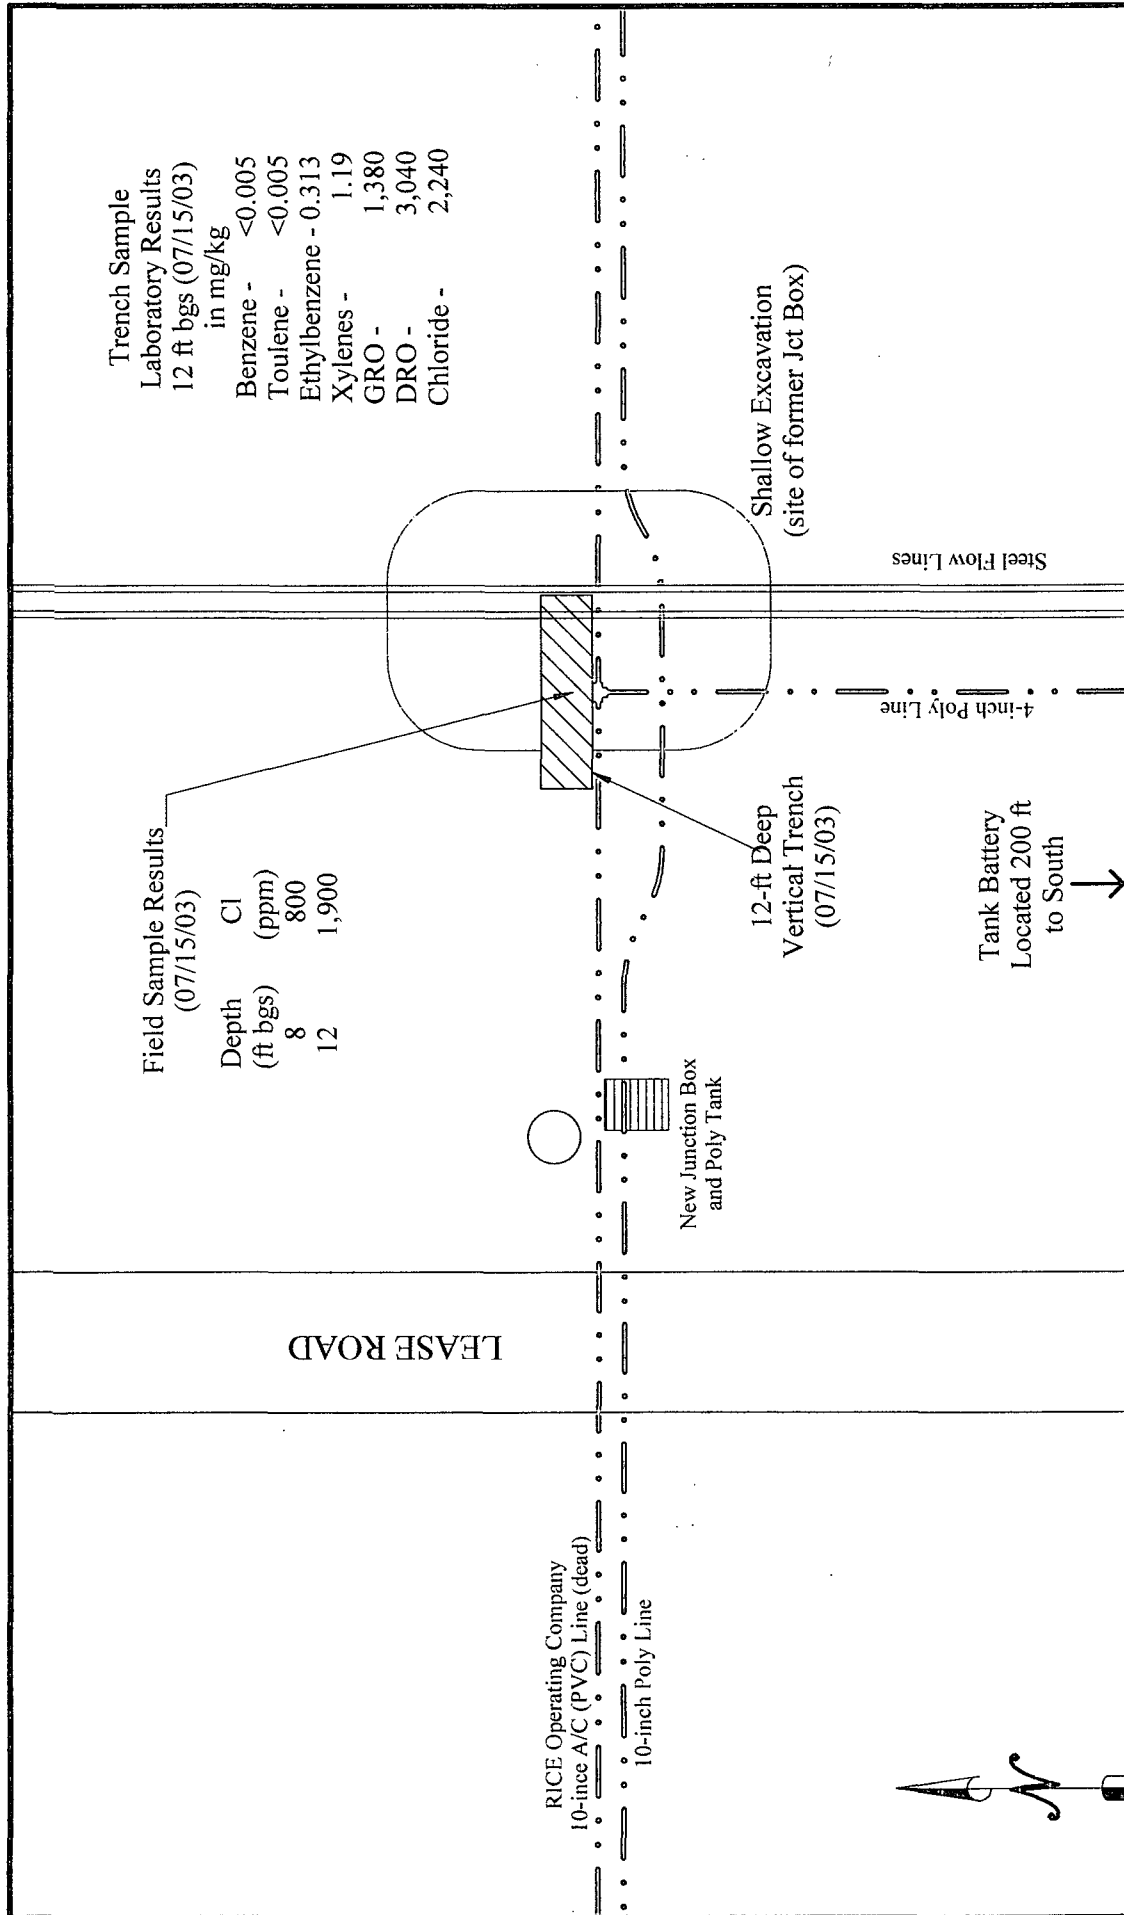 Trench Sample
Laboratory Results
12 ft bgs (07/15/03)
in mg/kg
Benzene - <0.005
Toulene - <0.005
Ethylbenzene - 0.313
Xylenes - 1.19
GRO - 1,380
DRO - 3,040
Chloride - 2,240
Field Sample Results
(07/15/03)
Depth Cl
(ft bgs) (ppm)
8 800
12 1,900
LEASE ROAD
RICE Operating Company
10-ince A/C (PVC) Line (dead)
10-inch Poly Line
New Junction Box
and Poly Tank
12-ft Deep
Vertical Trench
(07/15/03)
Shallow Excavation
(site of former Jct Box)
Steel Flow Lines
4-inch Poly Line
Tank Battery
Located 200 ft
to South